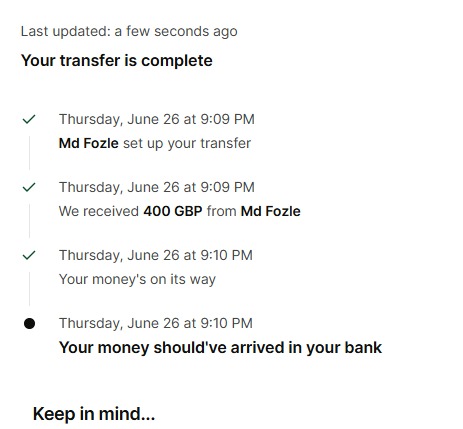 Last updated: a few seconds ago
Your transfer is complete
Thursday, June 26 at 9:09 PM
Md Fozle set up your transfer
Thursday, June 26 at 9:09 PM
We received 400 GBP from Md Fozle
Thursday, June 26 at 9:10 PM
Your money's on its way
Thursday, June 26 at 9:10 PM
Your money should've arrived in your bank
Keep in mind...